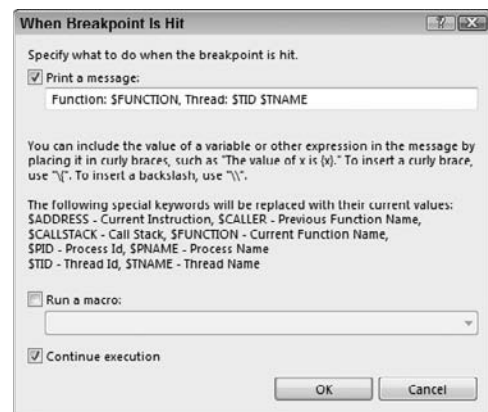 When Breakpoint Is Hit
Specify what to do when the breakpoint is hit.
Print a message:
Function: $FUNCTION, Thread: $TID $TNAME
You can include the value of a variable or other expression in the message by
placing it in curly braces, such as "The value of x is {x}." To insert a curly brace,
use "\{". To insert a backslash, use "\\".
The following special keywords will be replaced with their current values:
$ADDRESS - Current Instruction, $CALLER - Previous Function Name,
$CALLSTACK - Call Stack, $FUNCTION - Current Function Name,
$PID - Process Id, $PNAME - Process Name
$TID - Thread Id, $TNAME - Thread Name
Run a macro:
Continue execution
OK Cancel